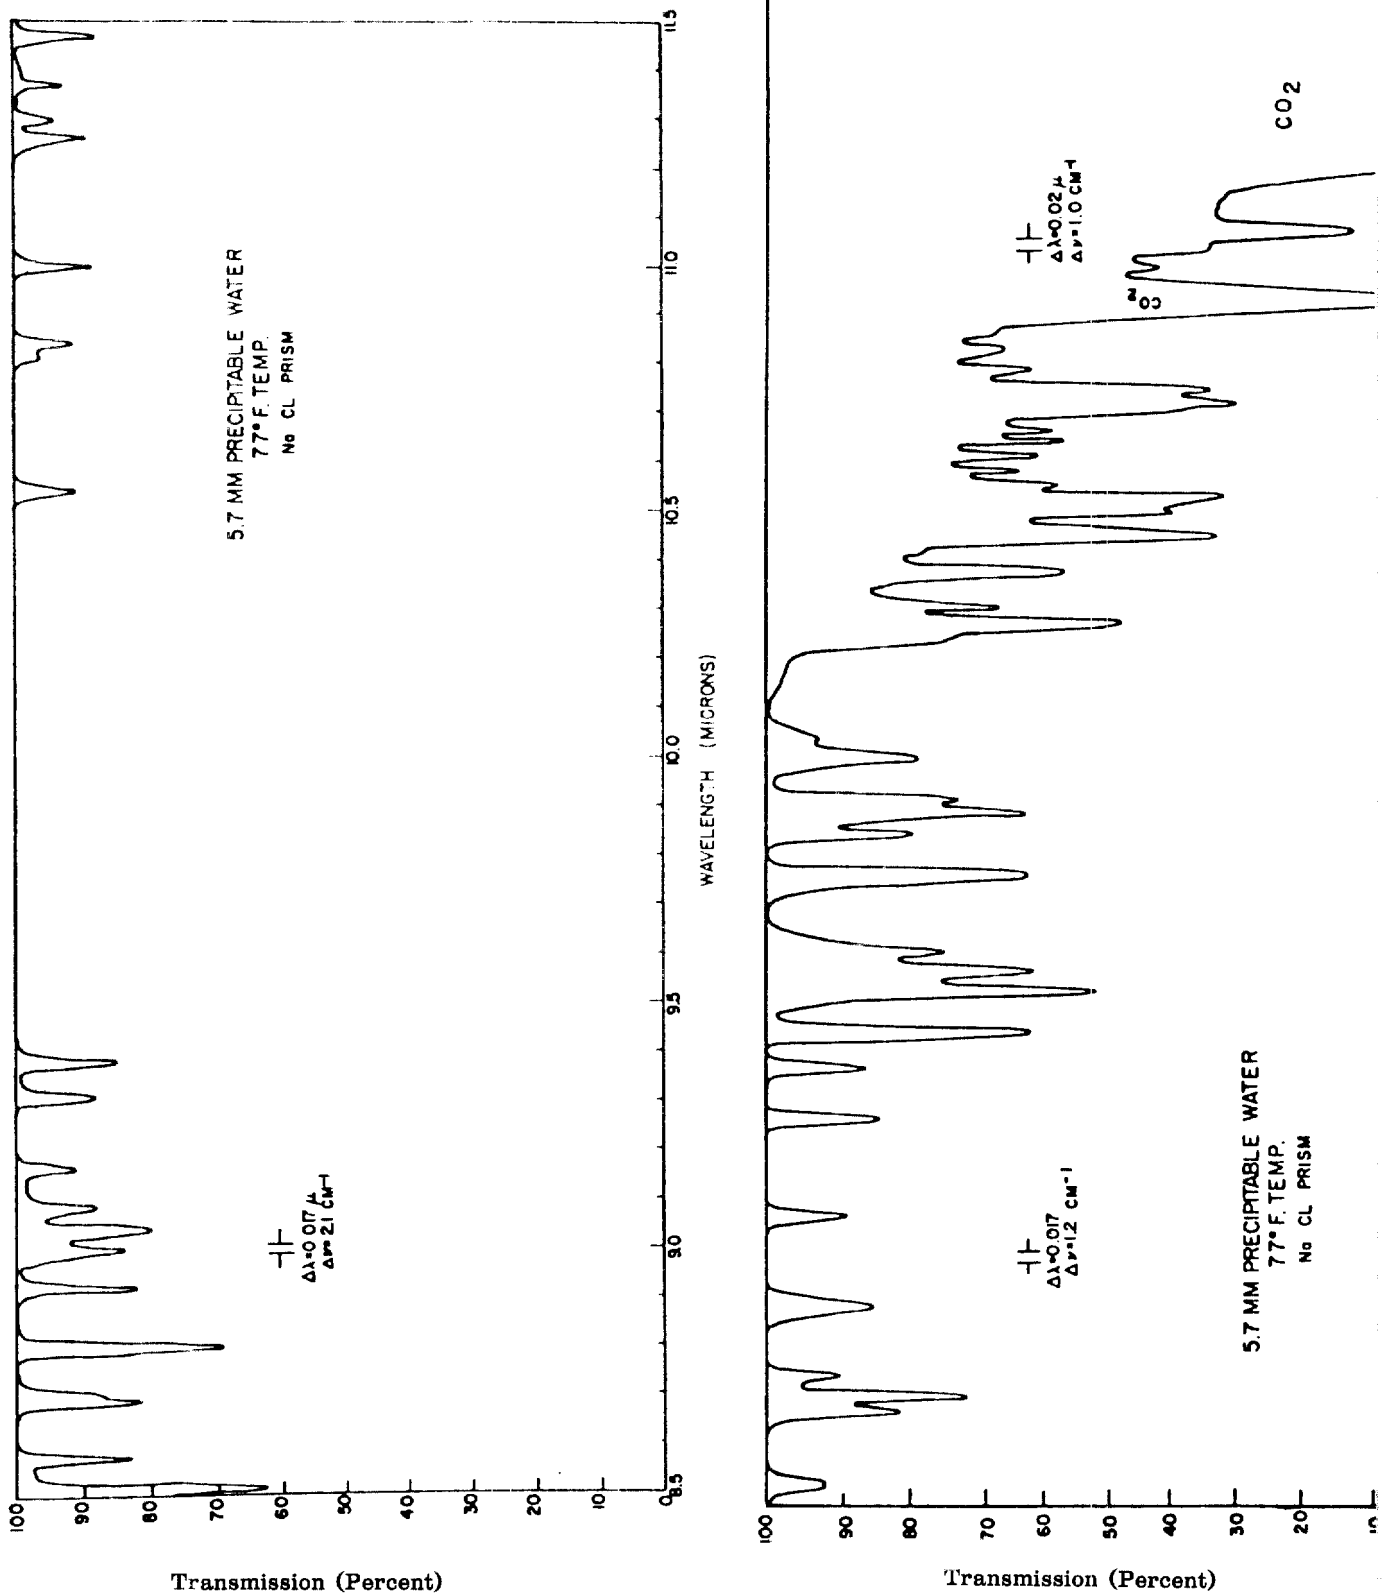 100
90
80
70
60
50
40
30
20
10
0
8.5
9.0
9.5
10.0
10.5
11.0
11.5
WAVELENGTH (MICRONS)
Transmission (Percent)
Δλ=0.017 μ
Δν=2.1 CM-1
5.7 MM PRECIPITABLE WATER
77° F. TEMP.
Na CL PRISM
100
90
80
70
60
50
40
30
20
Transmission (Percent)
Δλ=0.017
Δν=1.2 CM-1
5.7 MM PRECIPITABLE WATER
77° F. TEMP.
Na CL PRISM
CO2
Δλ=0.02 μ
Δν=1.0 CM-1
CO2